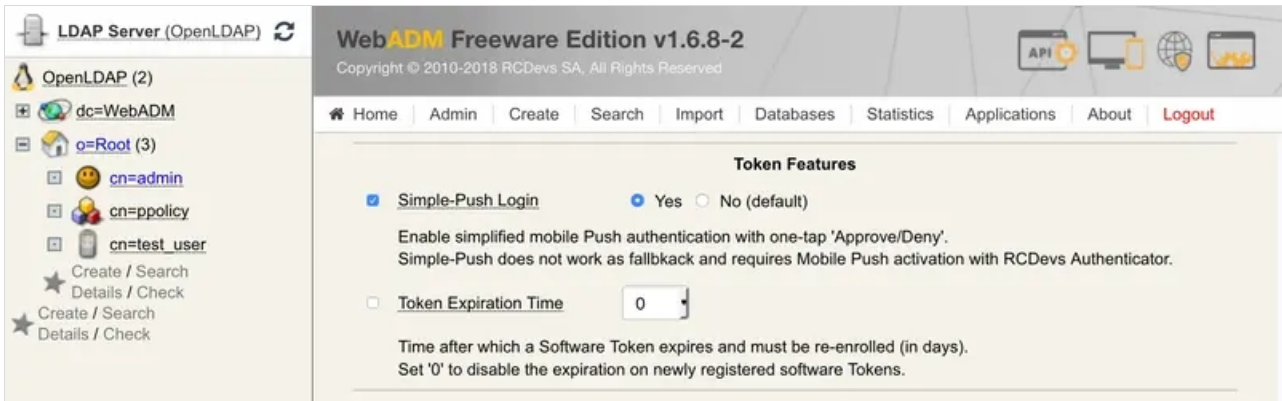 LDAP Server (OpenLDAP)
OpenLDAP (2)
dc=WebADM
o=Root (3)
cn=admin
cn=ppolicy
cn=test_user
Create / Search
Details / Check
Create / Search
Details / Check
WebADM Freeware Edition v1.6.8-2
Copyright © 2010-2018 RCDevs SA, All Rights Reserved
API
Home Admin Create Search Import Databases Statistics Applications About Logout
Token Features
Simple-Push Login Yes No (default)
Enable simplified mobile Push authentication with one-tap 'Approve/Deny'.
Simple-Push does not work as fallbkack and requires Mobile Push activation with RCDevs Authenticator.
Token Expiration Time 0
Time after which a Software Token expires and must be re-enrolled (in days).
Set '0' to disable the expiration on newly registered software Tokens.